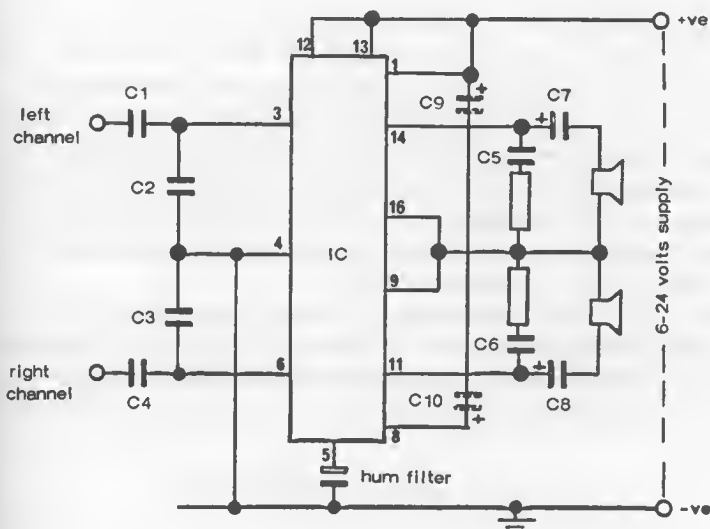 +ve
12
13
1
C1
C9
C7
left
channel
3
+
+
14
C5
C2
16
4
IC
9
6-24 volts supply
C3
C6
right
channel
6
11
+
C4
C10
C8
+
8
5
hum filter
-ve